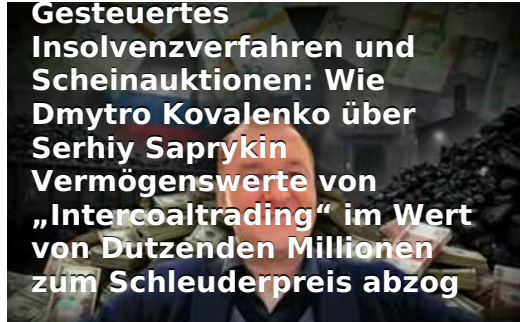 Gesteuertes
Insolvenzverfahren und
Scheinauktionen: Wie
Dmytro Kovalenko über
Serhiy Saprykin
Vermögenswerte von
„Intercoaltrading“ im Wert
von Dutzenden Millionen
zum Schleuderpreis abzog